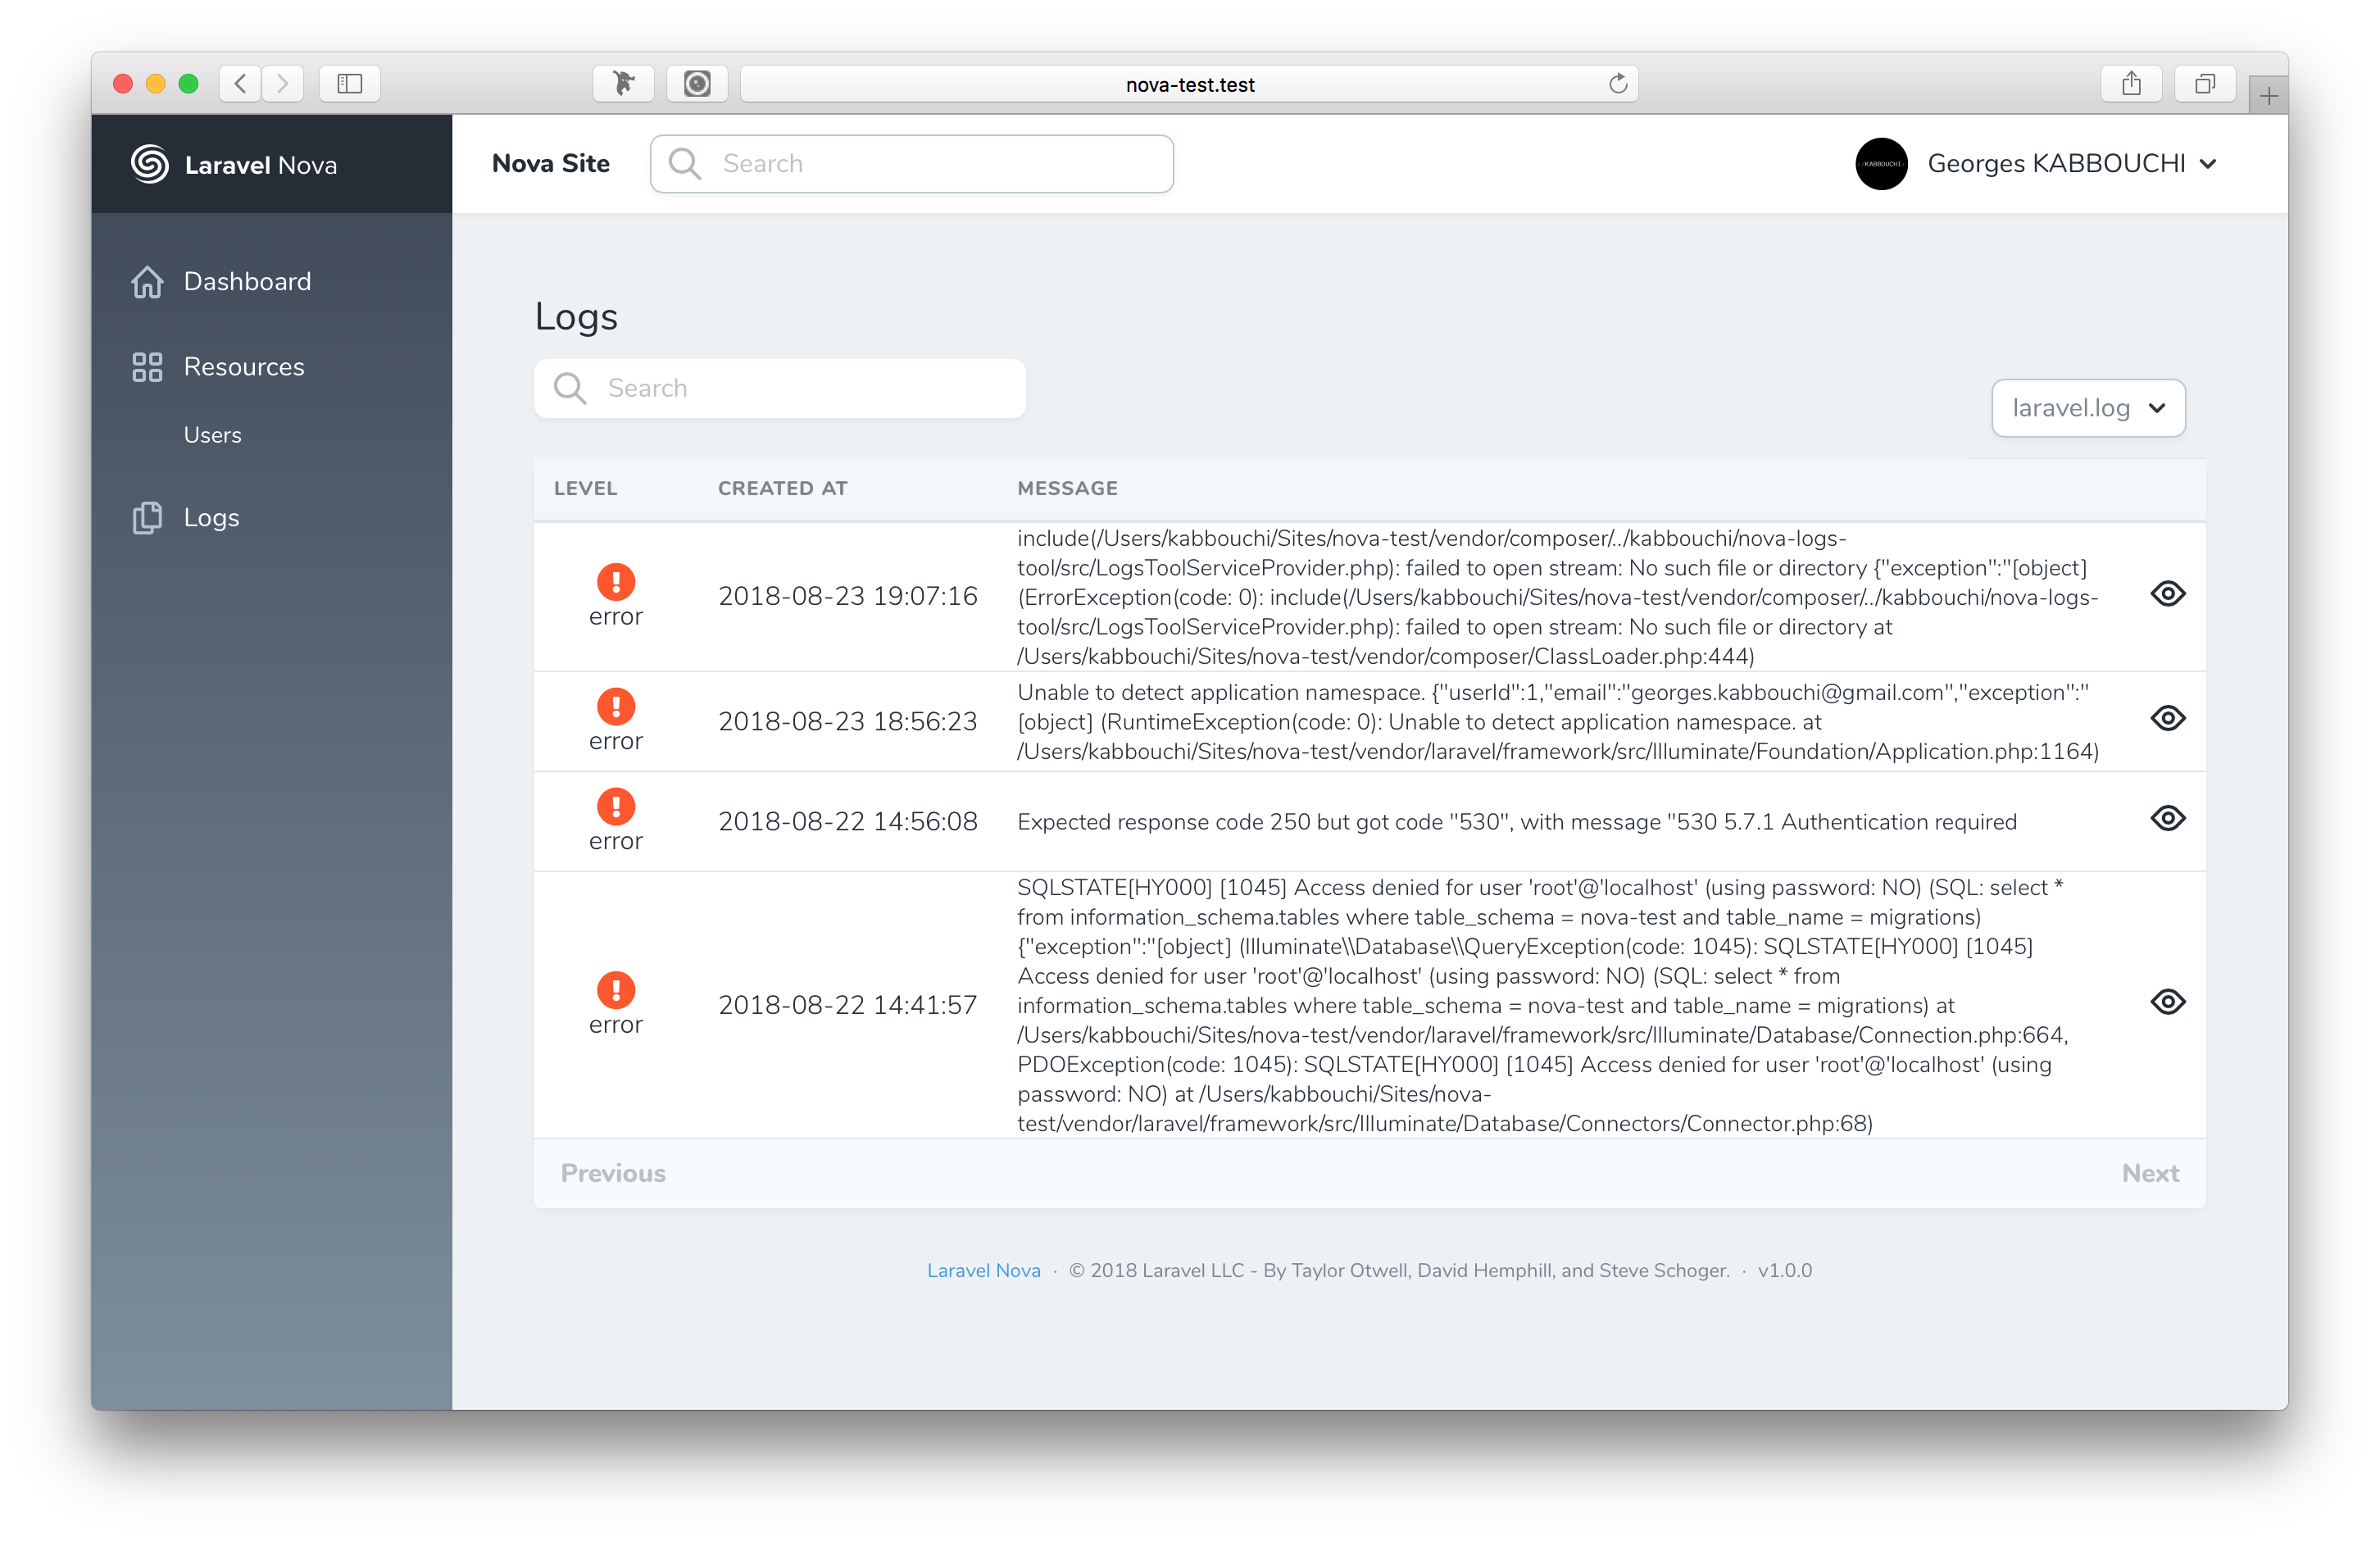 nova-test.test
Laravel Nova
Nova Site
Search
/KABBOUCHI>
Georges KABBOUCHI
Dashboard
Resources
Users
Logs
Logs
Search
laravel.log
LEVEL CREATED AT MESSAGE
include(/Users/kabbouchi/Sites/nova-test/vendor/composer/../kabbouchi/nova-logs-
tool/src/LogsToolServiceProvider.php): failed to open stream: No such file or directory {"exception":"[object]
(ErrorException(code: 0): include(/Users/kabbouchi/Sites/nova-test/vendor/composer/../kabbouchi/nova-logs-
tool/src/LogsToolServiceProvider.php): failed to open stream: No such file or directory at
/Users/kabbouchi/Sites/nova-test/vendor/composer/ClassLoader.php:444)
error
2018-08-23 19:07:16
Unable to detect application namespace. {"userId":1,"email":"georges.kabbouchi@gmail.com","exception":"
[object] (RuntimeException(code: 0): Unable to detect application namespace. at
/Users/kabbouchi/Sites/nova-test/vendor/laravel/framework/src/Illuminate/Foundation/Application.php:1164)
error
2018-08-23 18:56:23
error
2018-08-22 14:56:08
Expected response code 250 but got code "530", with message "530 5.7.1 Authentication required
error
2018-08-22 14:41:57
SQLSTATE[HY000] [1045] Access denied for user 'root'@'localhost' (using password: NO) (SQL: select *
from information_schema.tables where table_schema = nova-test and table_name = migrations)
{"exception":"[object] (Illuminate\\Database\\QueryException(code: 1045): SQLSTATE[HY000] [1045]
Access denied for user 'root'@'localhost' (using password: NO) (SQL: select * from
information_schema.tables where table_schema = nova-test and table_name = migrations) at
/Users/kabbouchi/Sites/nova-test/vendor/laravel/framework/src/Illuminate/Database/Connection.php:664,
PDOException(code: 1045): SQLSTATE[HY000] [1045] Access denied for user 'root'@'localhost' (using
password: NO) at /Users/kabbouchi/Sites/nova-
test/vendor/laravel/framework/src/Illuminate/Database/Connectors/Connector.php:68)
Previous
Next
Laravel Nova · © 2018 Laravel LLC - By Taylor Otwell, David Hemphill, and Steve Schoger. · v1.0.0